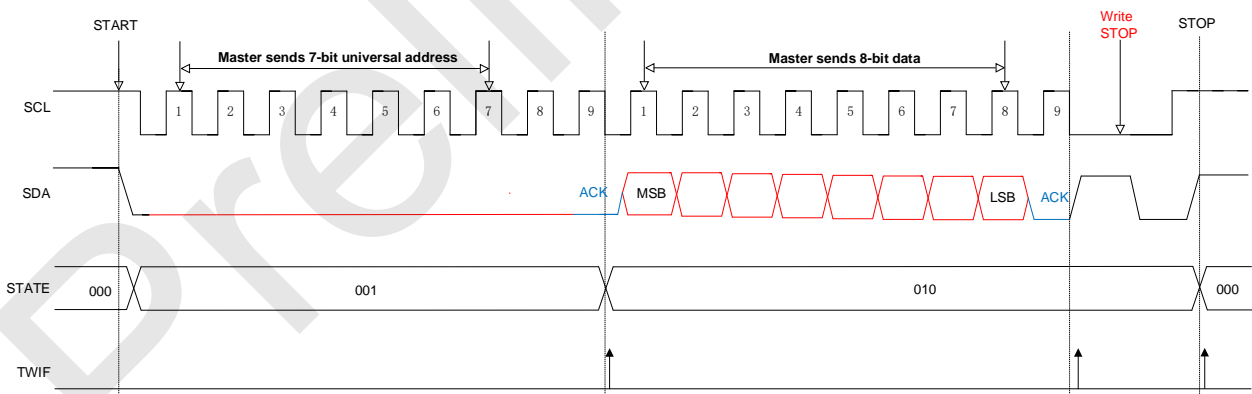 START
Write
STOP
STOP
Master sends 7-bit universal address
Master sends 8-bit data
SCL
1 2 3 4 5 6 7 8 9 1 2 3 4 5 6 7 8 9
SDA
ACK MSB LSB ACK
STATE
000 001 010 000
TWIF
Preli